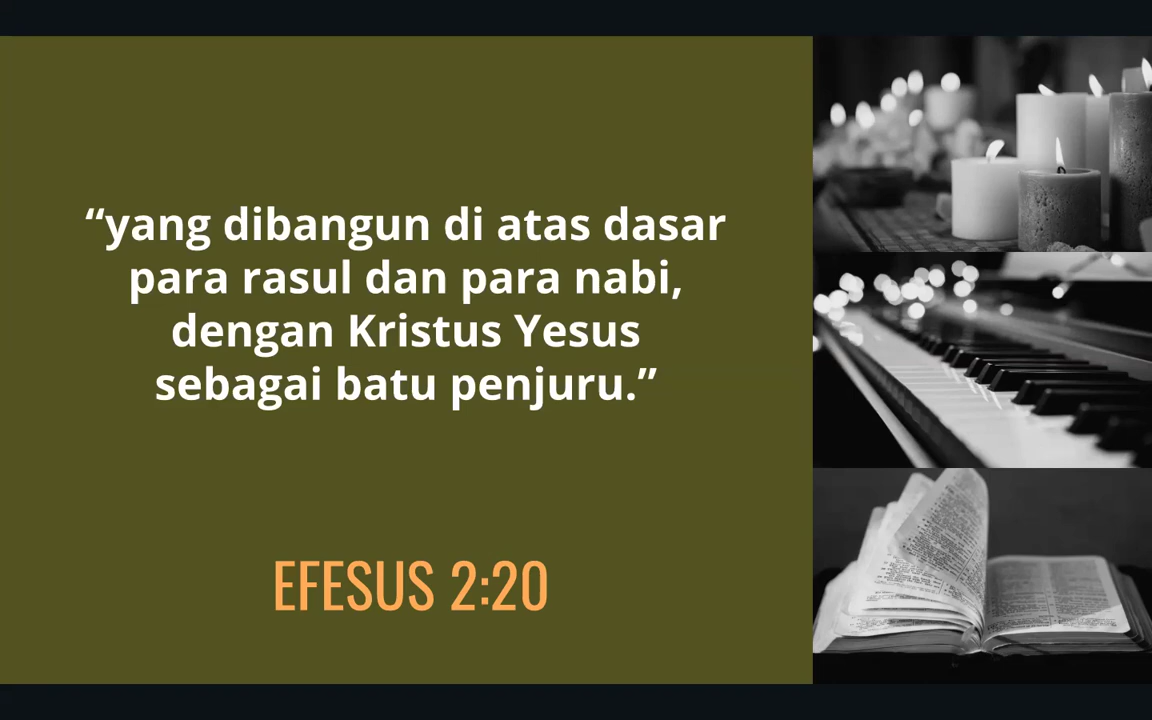 “yang dibangun di atas dasar
para rasul dan para nabi,
dengan Kristus Yesus
sebagai batu penjuru.”
EFESUS 2:20